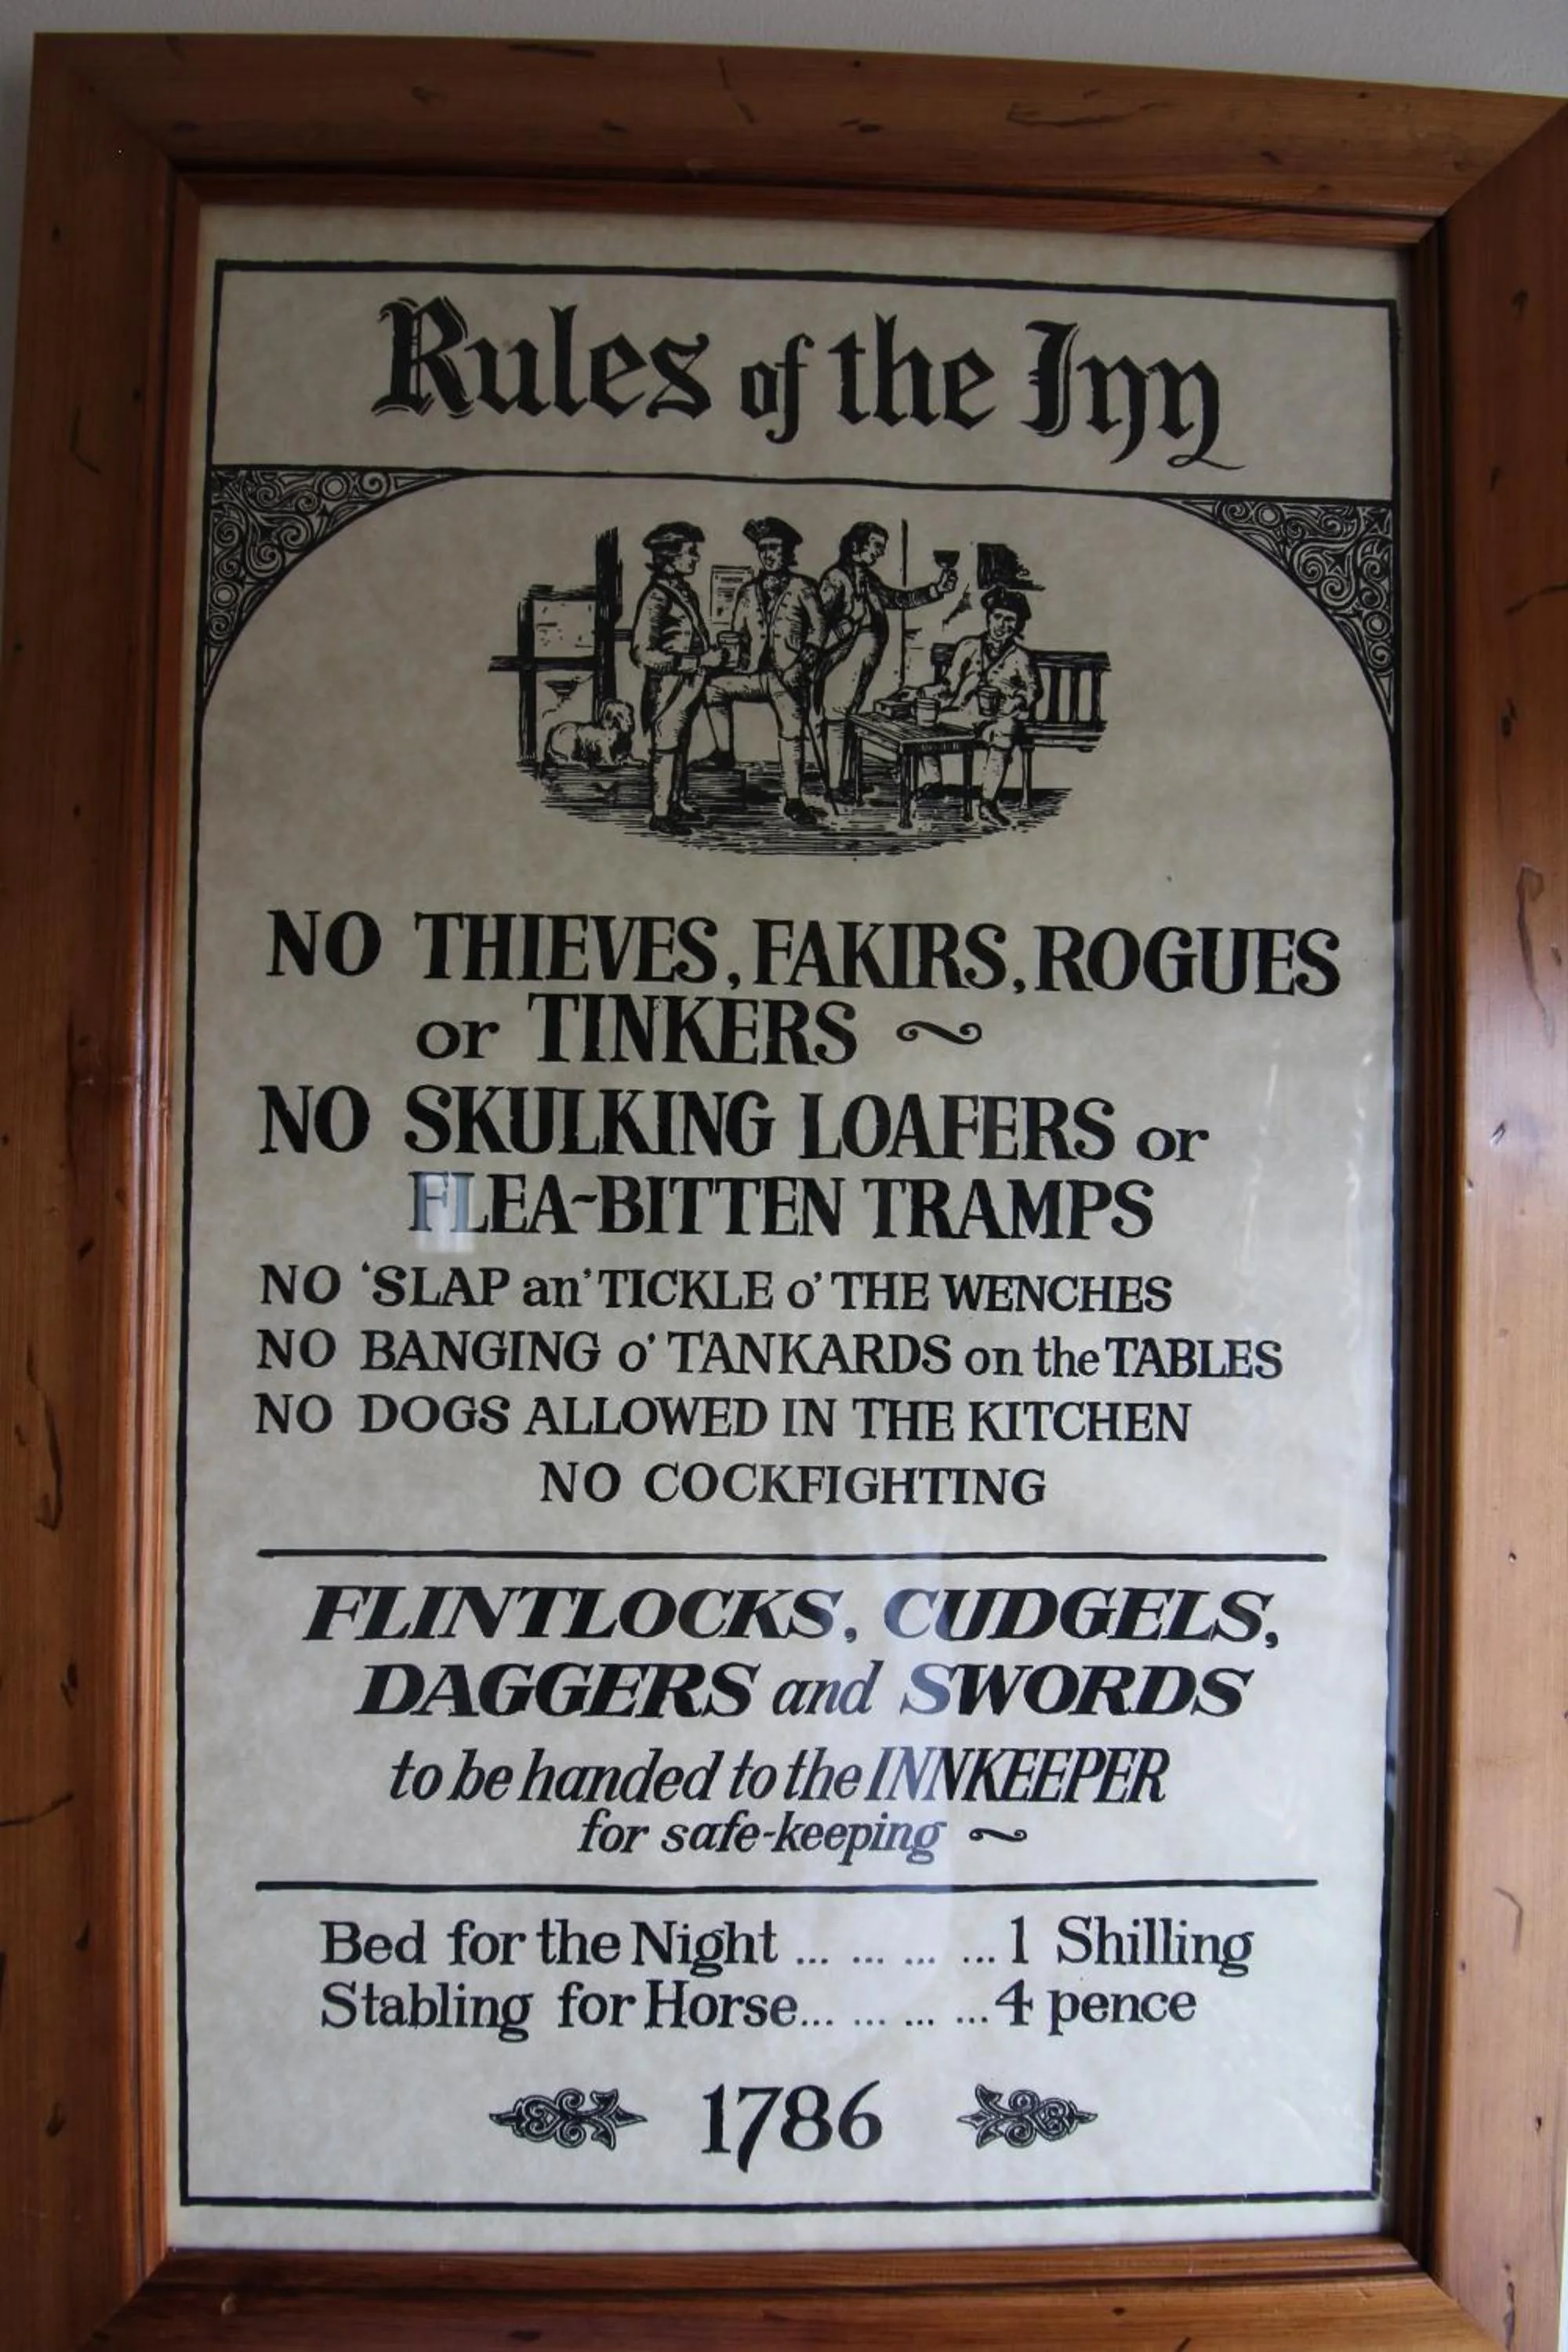 Rules of the Inn
NO THIEVES, FAKIRS, ROGUES
or TINKERS ~
NO SKULKING LOAFERS or
FLEA-BITTEN TRAMPS
NO 'SLAP an' TICKLE o' THE WENCHES
NO BANGING o' TANKARDS on the TABLES
NO DOGS ALLOWED IN THE KITCHEN
NO COCKFIGHTING
FLINTLOCKS, CUDGELS,
DAGGERS and SWORDS
to be handed to the INNKEEPER
for safe-keeping ~
Bed for the Night ... ... ... ... 1 Shilling
Stabling for Horse... ... ... ... 4 pence
1786